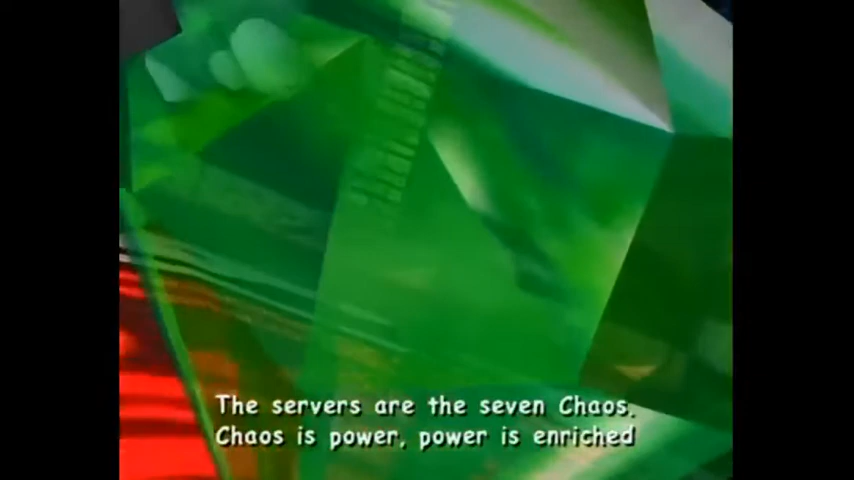 The servers are the seven Chaos.
Chaos is power, power is enriched